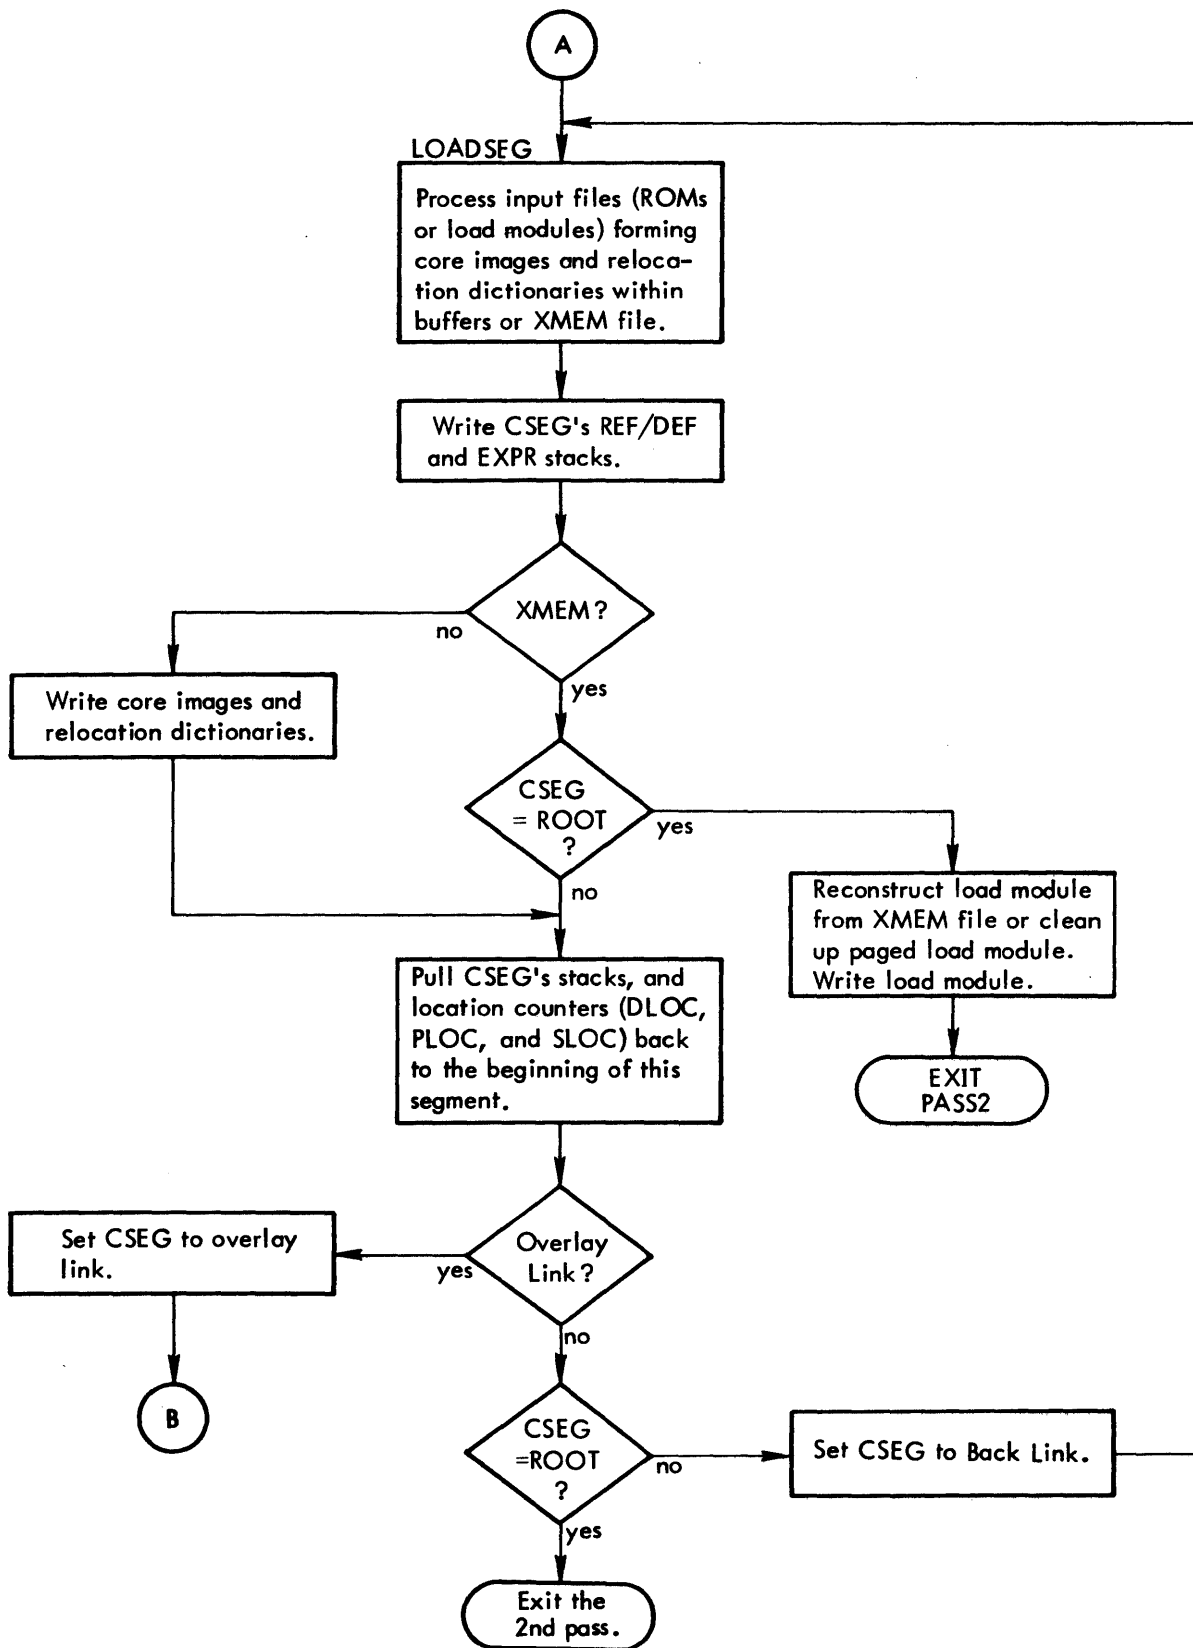 A
LOADSEG
Process input files (ROMs
or load modules) forming
core images and reloca-
tion dictionaries within
buffers or XMEM file.
Write CSEG's REF/DEF
and EXPR stacks.
XMEM?
no
yes
Write core images and
relocation dictionaries.
CSEG
= ROOT
?
yes
no
Reconstruct load module
from XMEM file or clean
up paged load module.
Write load module.
Pull CSEG's stacks, and
location counters (DLOC,
PLOC, and SLOC) back
to the beginning of this
segment.
EXIT
PASS2
Overlay
Link?
yes
no
Set CSEG to overlay
link.
B
CSEG
=ROOT
?
no
yes
Set CSEG to Back Link.
Exit the
2nd pass.